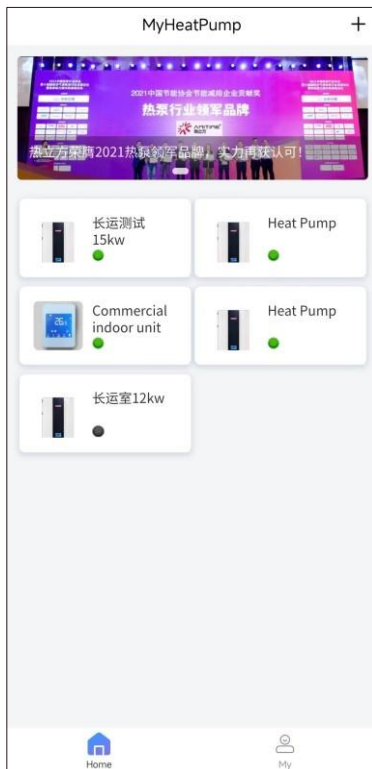 MyHeatPump
+
2021中国节能协会节能减排企业贡献奖
热泵行业领军品牌
热立方荣膺2021热泵领军品牌，实力再获认可！
长运测试
15kw
Heat Pump
Commercial
indoor unit
Heat Pump
长运室12kw
Home
My